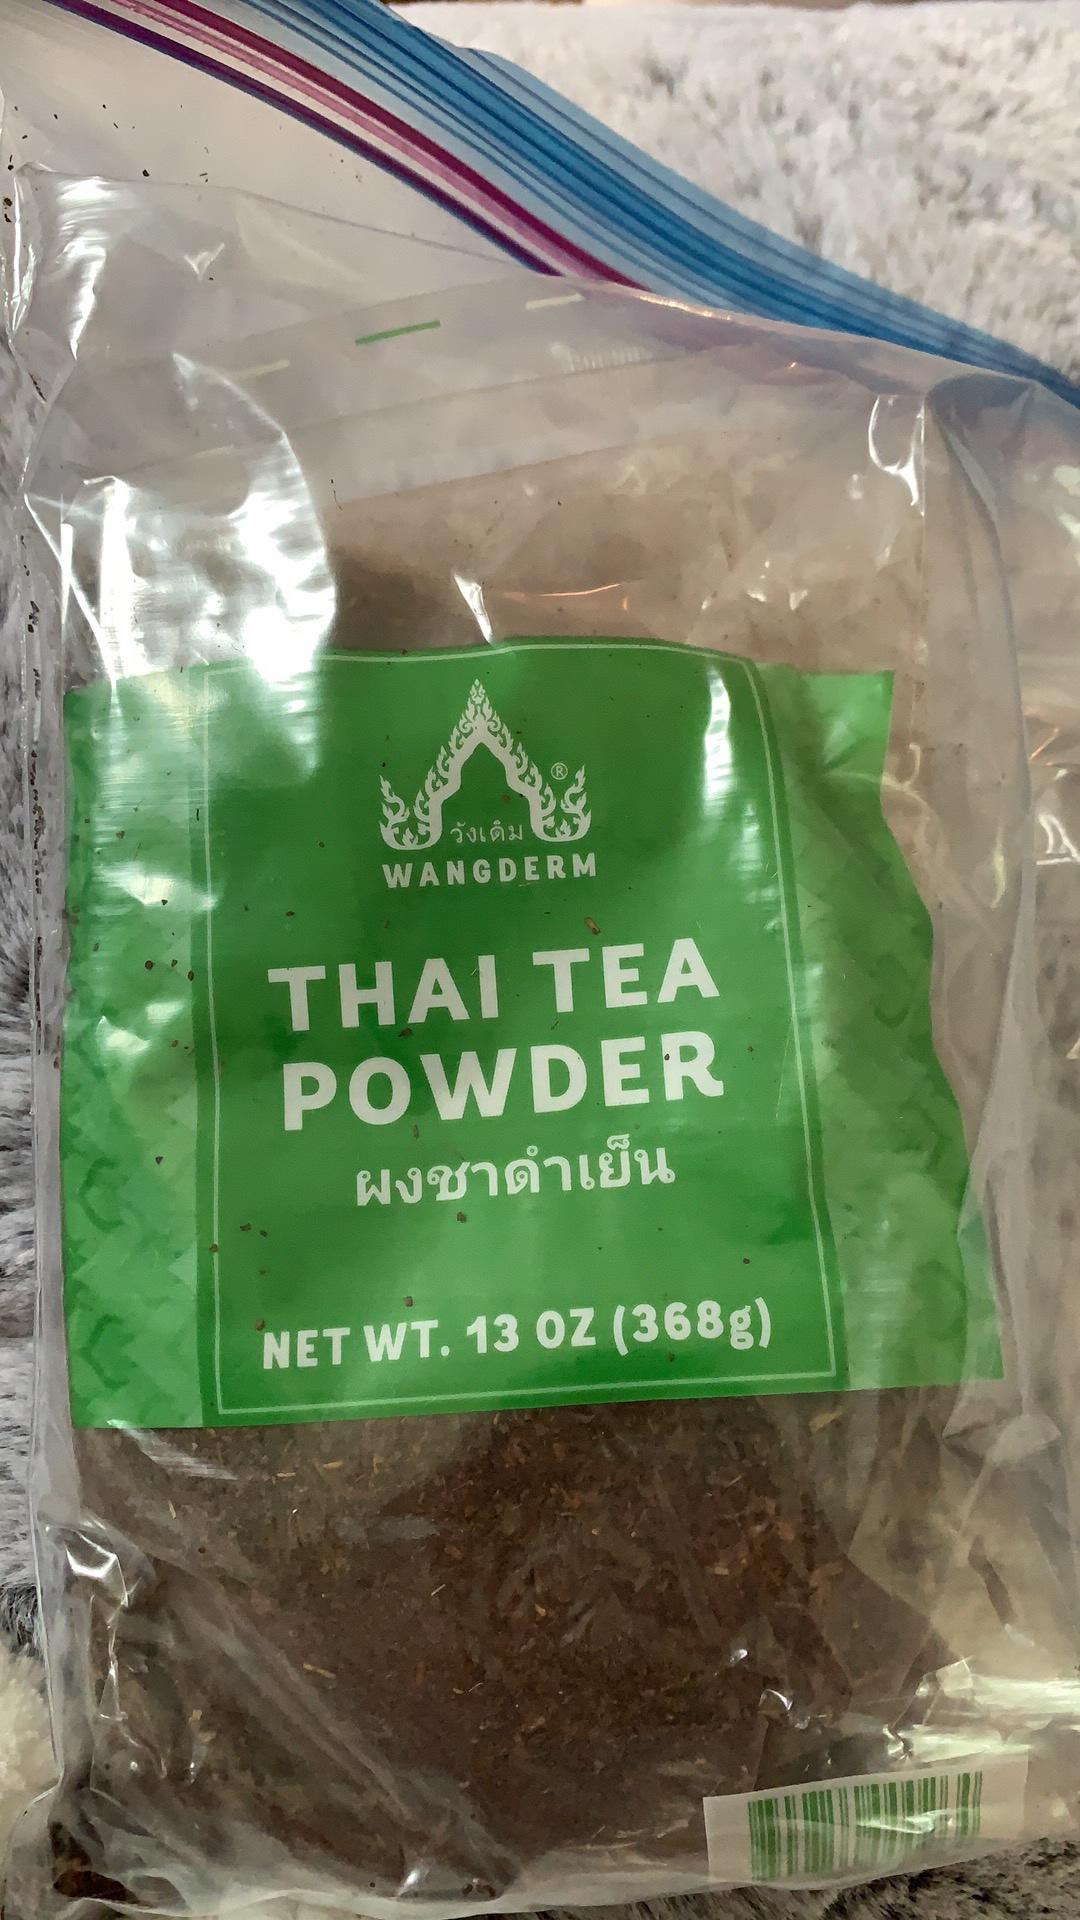 ®
วังเดิม
WANGDERM
THAI TEA
POWDER
ผงชาดำเย็น
NET WT. 13 OZ (368g)